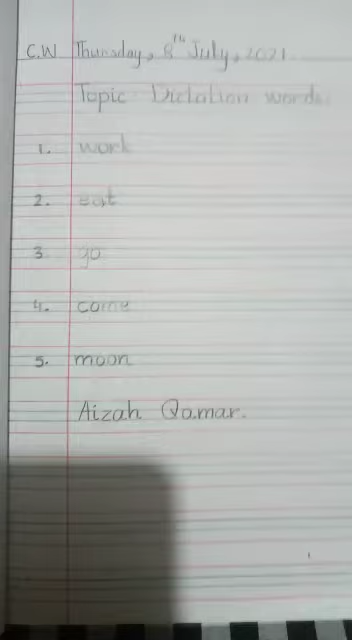 C.W Thursday, 8th July, 2021.
Topic Dictation words
1. work
2. eat
3. go
4. come
5. moon
Aizah Qamar.